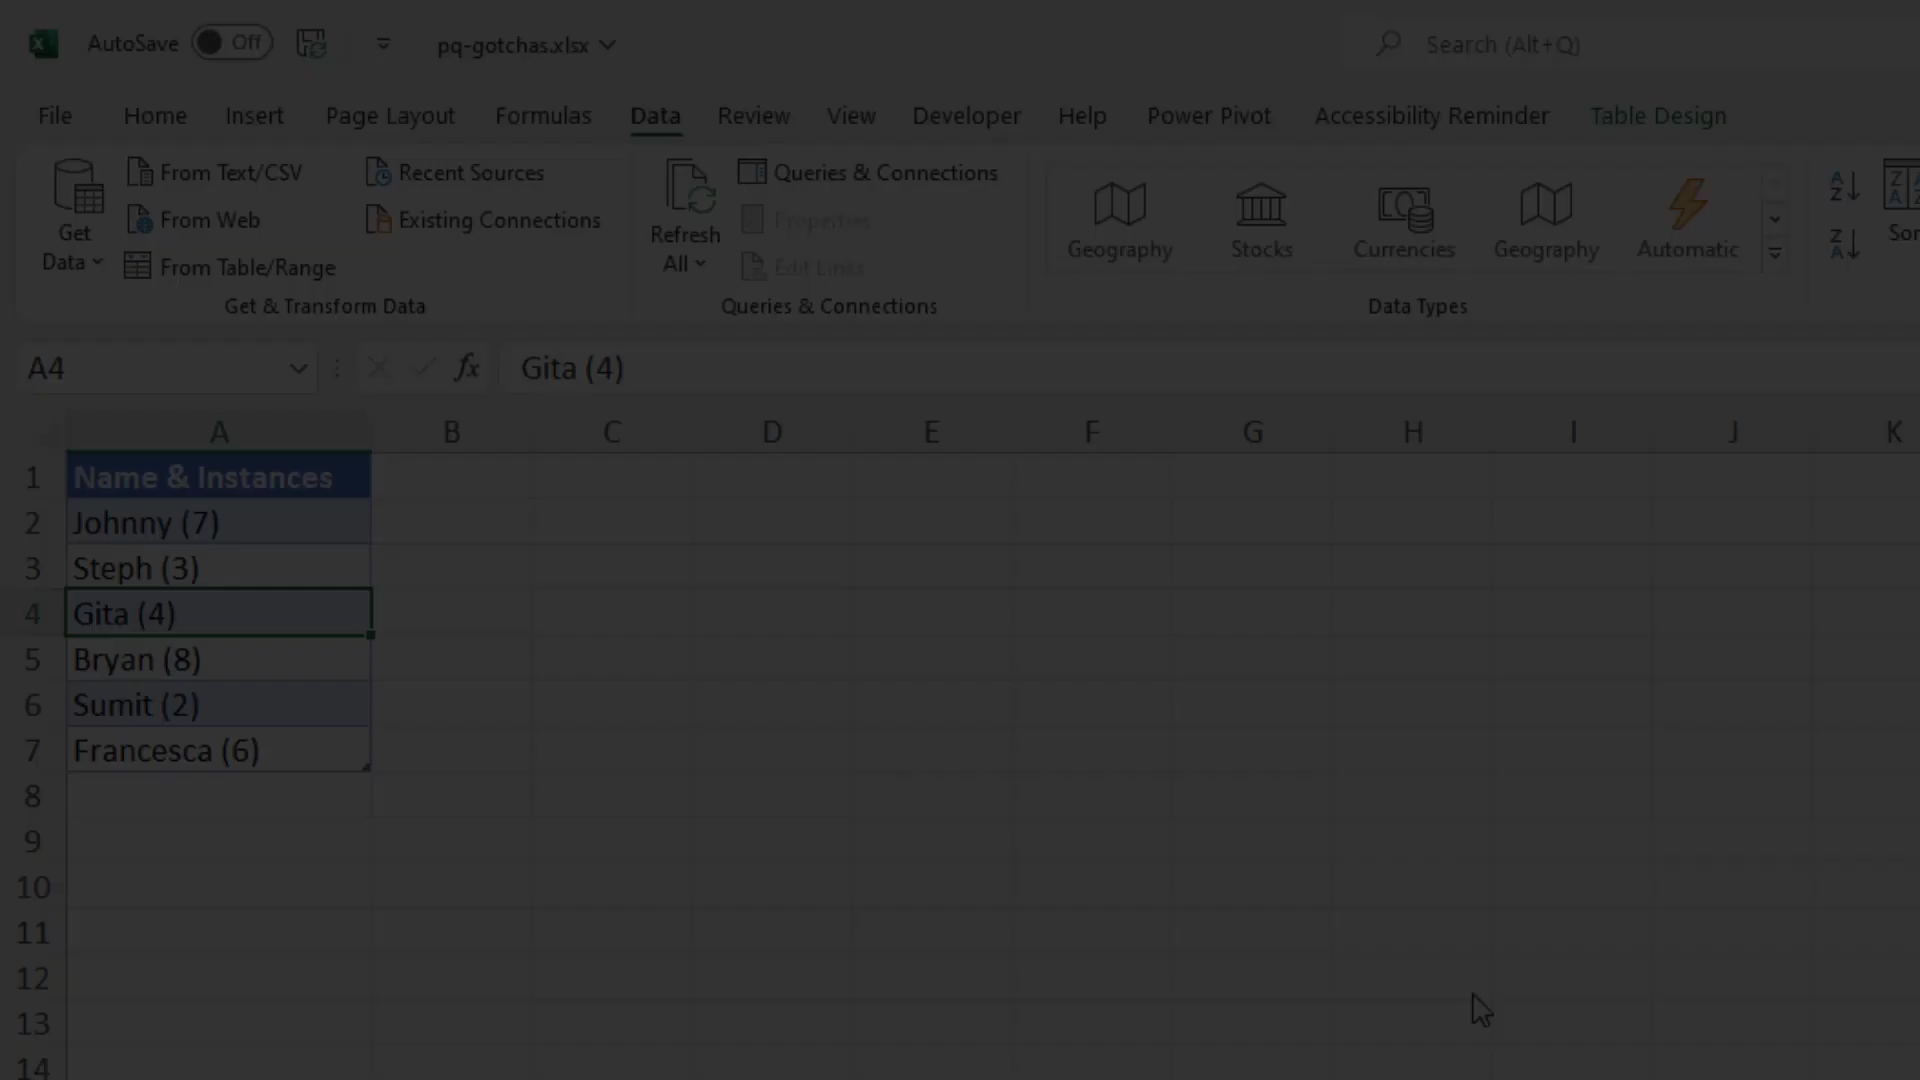 AutoSave Off pq-gotchas.xlsx Search (Alt+Q)
File Home Insert Page Layout Formulas Data Review View Developer Help Power Pivot Accessibility Reminder Table Design
Get Data
From Text/CSV
From Web
From Table/Range
Recent Sources
Existing Connections
Get & Transform Data
Refresh All
Queries & Connections
Properties
Edit Links
Queries & Connections
Geography Stocks Currencies Geography Automatic
Data Types
A4 fx Gita (4)
A B C D E F G H I J K
1 Name & Instances
2 Johnny (7)
3 Steph (3)
4 Gita (4)
5 Bryan (8)
6 Sumit (2)
7 Francesca (6)
8
9
10
11
12
13
14